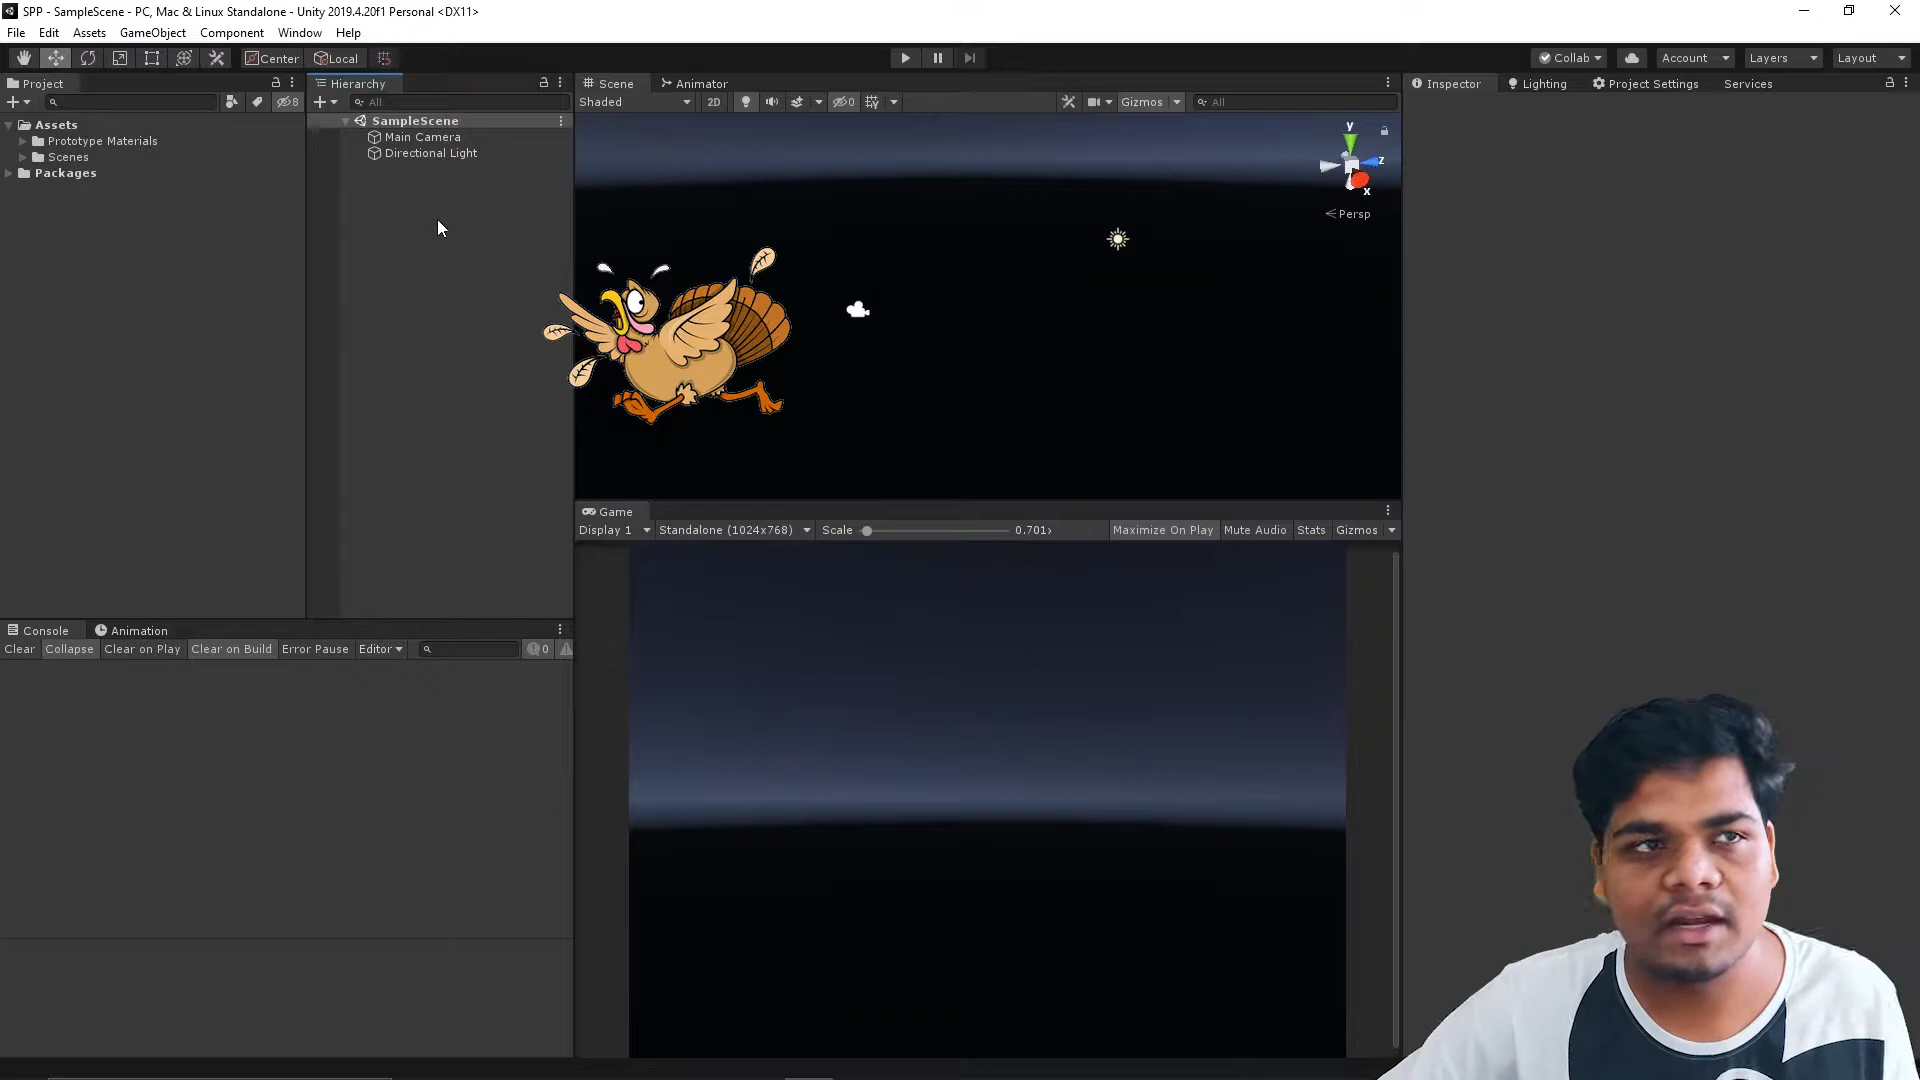 SPP - SampleScene - PC, Mac & Linux Standalone - Unity 2019.4.20f1 Personal <DX11>
File Edit Assets GameObject Component Window Help
Center Local Collab Account Layers Layout
Project
8
Assets
Prototype Materials
Scenes
Packages
Hierarchy
All
SampleScene
Main Camera
Directional Light
Scene Animator
Shaded 2D 0 Gizmos All
y
z
x
Persp
Game
Display 1 Standalone (1024x768) Scale 0.701x Maximize On Play Mute Audio Stats Gizmos
Inspector Lighting Project Settings Services
Console Animation
Clear Collapse Clear on Play Clear on Build Error Pause Editor 0